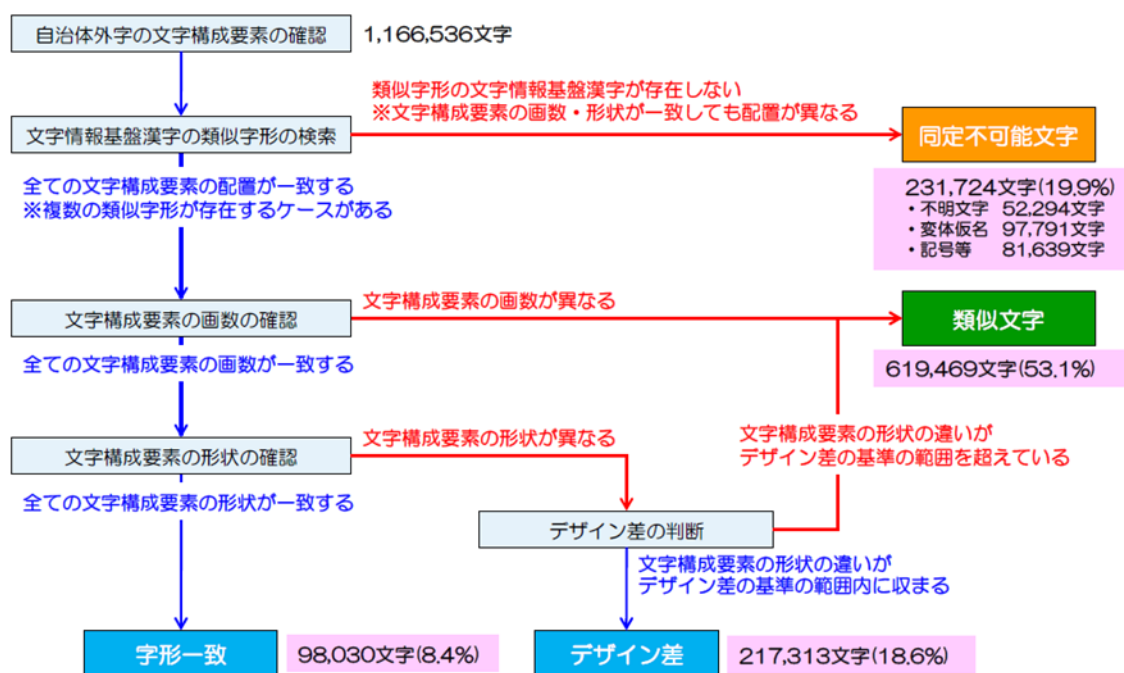 自治体外字の文字構成要素の確認
1,166,536文字
類似字形の文字情報基盤漢字が存在しない
※文字構成要素の画数・形状が一致しても配置が異なる
文字情報基盤漢字の類似字形の検索
同定不可能文字
全ての文字構成要素の配置が一致する
※複数の類似字形が存在するケースがある
231,724文字(19.9%)
・不明文字 52,294文字
・変体仮名 97,791文字
・記号等 81,639文字
文字構成要素の画数の確認
文字構成要素の画数が異なる
類似文字
全ての文字構成要素の画数が一致する
619,469文字(53.1%)
文字構成要素の形状の確認
文字構成要素の形状が異なる
文字構成要素の形状の違いが
デザイン差の基準の範囲を超えている
全ての文字構成要素の形状が一致する
デザイン差の判断
文字構成要素の形状の違いが
デザイン差の基準の範囲内に収まる
字形一致
98,030文字(8.4%)
デザイン差
217,313文字(18.6%)